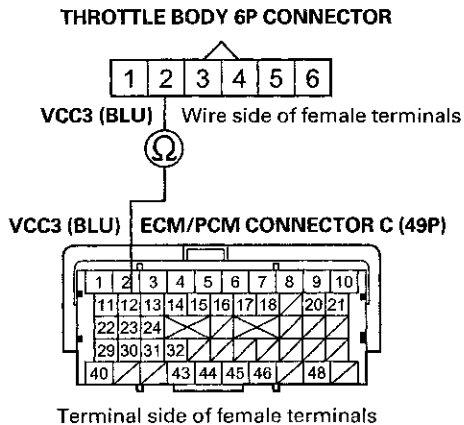 THROTTLE BODY 6P CONNECTOR
1 2 3 4 5 6
VCC3 (BLU) Wire side of female terminals
Ω
VCC3 (BLU) ECM/PCM CONNECTOR C (49P)
1 2 3 4 5 6 7 8 9 10
11 12 13 14 15 16 17 18 20 21
22 23 24
29 30 31 32
40 43 44 45 46 48
Terminal side of female terminals